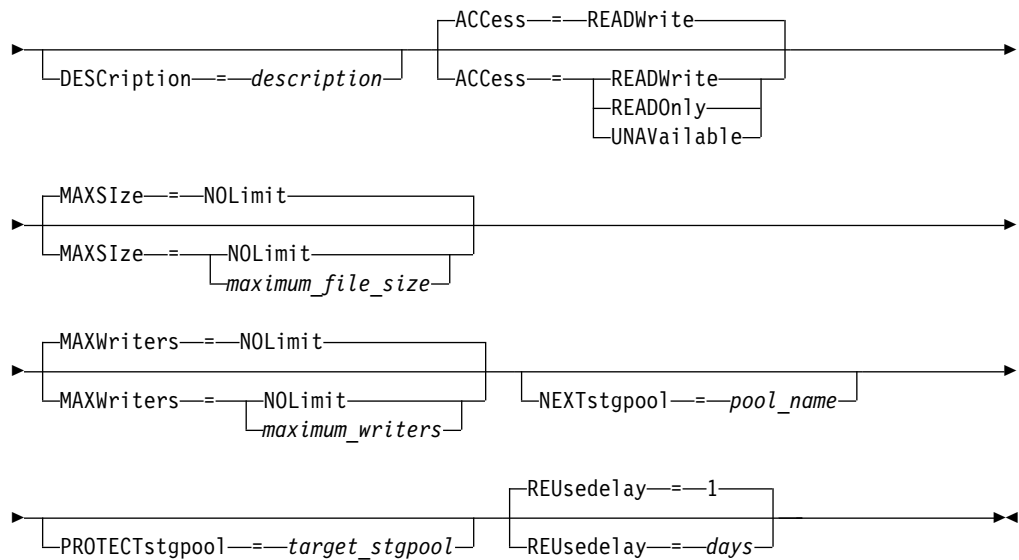 ACCess = READWrite
DESCription = description
ACCess = READWrite
READOnly
UNAVailable
MAXSIze = NOLimit
MAXSIze = NOLimit
maximum_file_size
MAXWriters = NOLimit
MAXWriters = NOLimit
maximum_writers
NEXTstgpool = pool_name
REUsedelay = 1
PROTECTstgpool = target_stgpool
REUsedelay = days